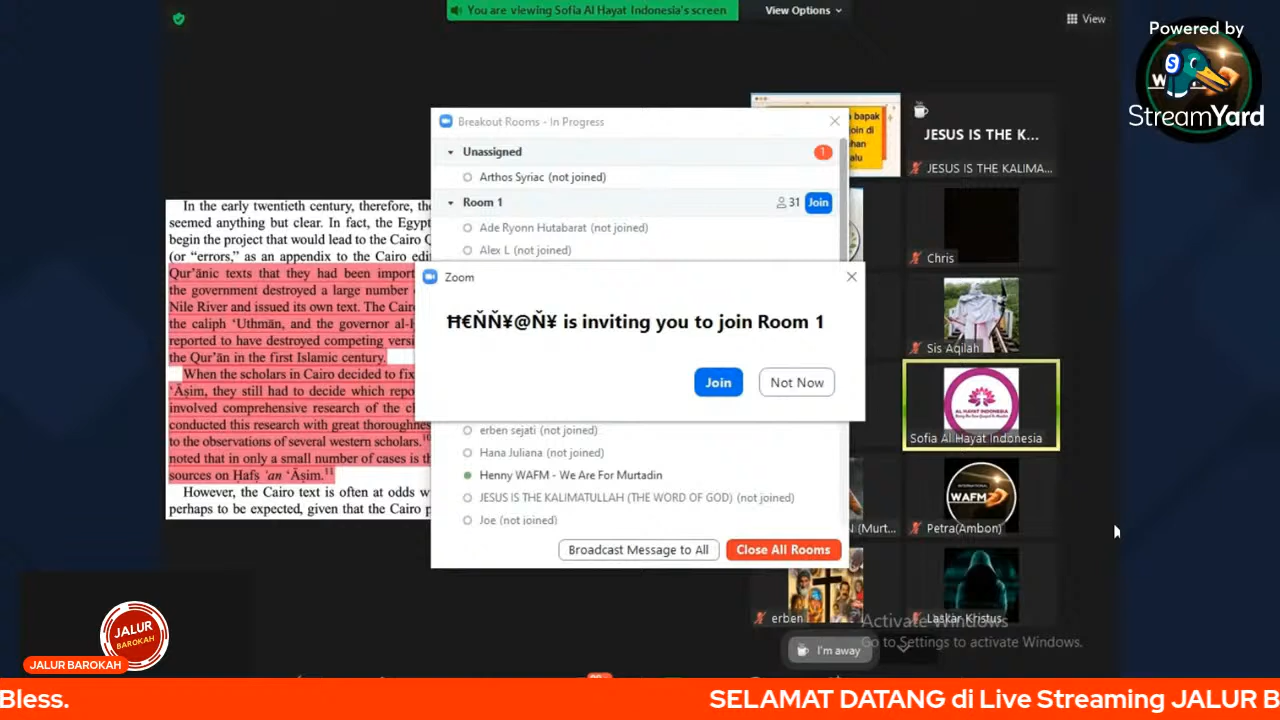 You are viewing Sofia Al Hayat Indonesia's screen
View Options
View
Powered by
StreamYard
Breakout Rooms - In Progress
Unassigned
1
Arthos Syriac (not joined)
Room 1
31
Join
Ade Ryonn Hutabarat (not joined)
Alex L (not joined)
Zoom
Ħ€ŇŇ¥@Ň¥ is inviting you to join Room 1
Join
Not Now
erben sejati (not joined)
Hana Juliana (not joined)
Henny WAFM - We Are For Murtadin
JESUS IS THE KALIMATULLAH (THE WORD OF GOD) (not joined)
Joe (not joined)
Broadcast Message to All
Close All Rooms
In the early twentieth century, therefore, the
seemed anything but clear. In fact, the Egypt
begin the project that would lead to the Cairo Q
(or “errors,” as an appendix to the Cairo edi
Qur’ānic texts that they had been import
the government destroyed a large number
Nile River and issued its own text. The Cair
the caliph ‘Uthmān, and the governor al-
reported to have destroyed competing versi
the Qur’ān in the first Islamic century.
When the scholars in Cairo decided to fix
‘Āṣim, they still had to decide which repo
involved comprehensive research of the c
conducted this research with great thoroughne
to the observations of several western scholars.
noted that in only a small number of cases is th
sources on Ḥafṣ ‘an ‘Āṣim.11
However, the Cairo text is often at odds w
perhaps to be expected, given that the Cairo p
bapak
join di
han
alu
JESUS IS THE K...
JESUS IS THE KALIMA...
Chris
Sis Aqilah
AL HAYAT INDONESIA
Sofia Al Hayat Indonesia
INTERNATIONAL
WAFM
N (Murt...
Petra(Ambon)
erben
Laskar Kristus
I'm away
Activate Windows
Go to Settings to activate Windows.
JALUR
BAROKAH
JALUR BAROKAH
Bless.
SELAMAT DATANG di Live Streaming JALUR B